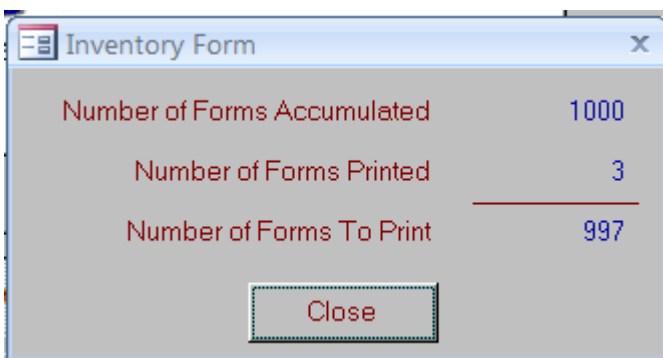 Inventory Form
Number of Forms Accumulated 1000
Number of Forms Printed 3
Number of Forms To Print 997
Close